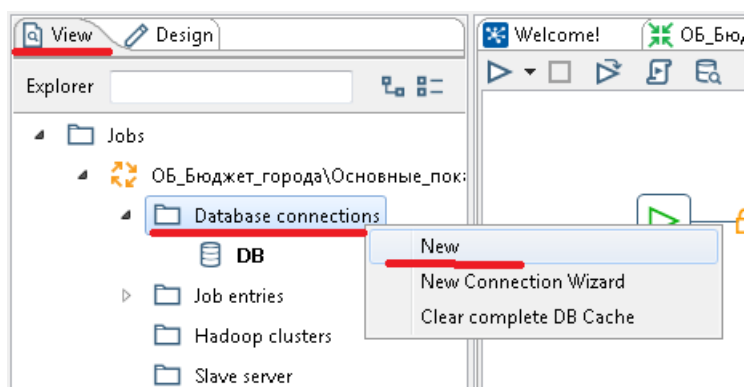 View Design
Welcome! ОБ_Бюд
Explorer
Jobs
ОБ_Бюджет_города\Основные_пок
Database connections
DB
New
New Connection Wizard
Clear complete DB Cache
Job entries
Hadoop clusters
Slave server